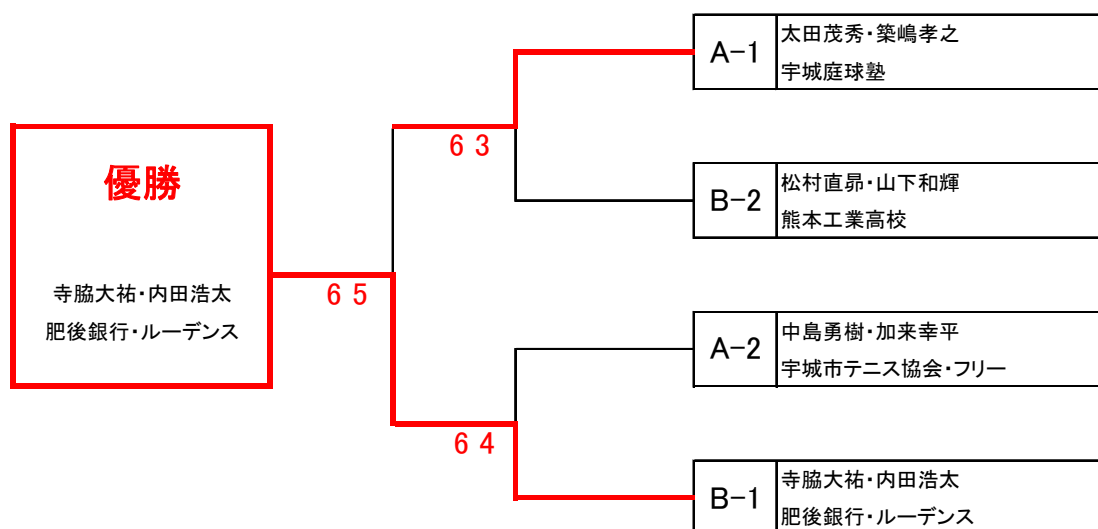 優勝
寺脇大祐・内田浩太
肥後銀行・ルーデンス
6 5
6 3
6 4
A-1
太田茂秀・築嶋孝之
宇城庭球塾
B-2
松村直昴・山下和輝
熊本工業高校
A-2
中島勇樹・加来幸平
宇城市テニス協会・フリー
B-1
寺脇大祐・内田浩太
肥後銀行・ルーデンス